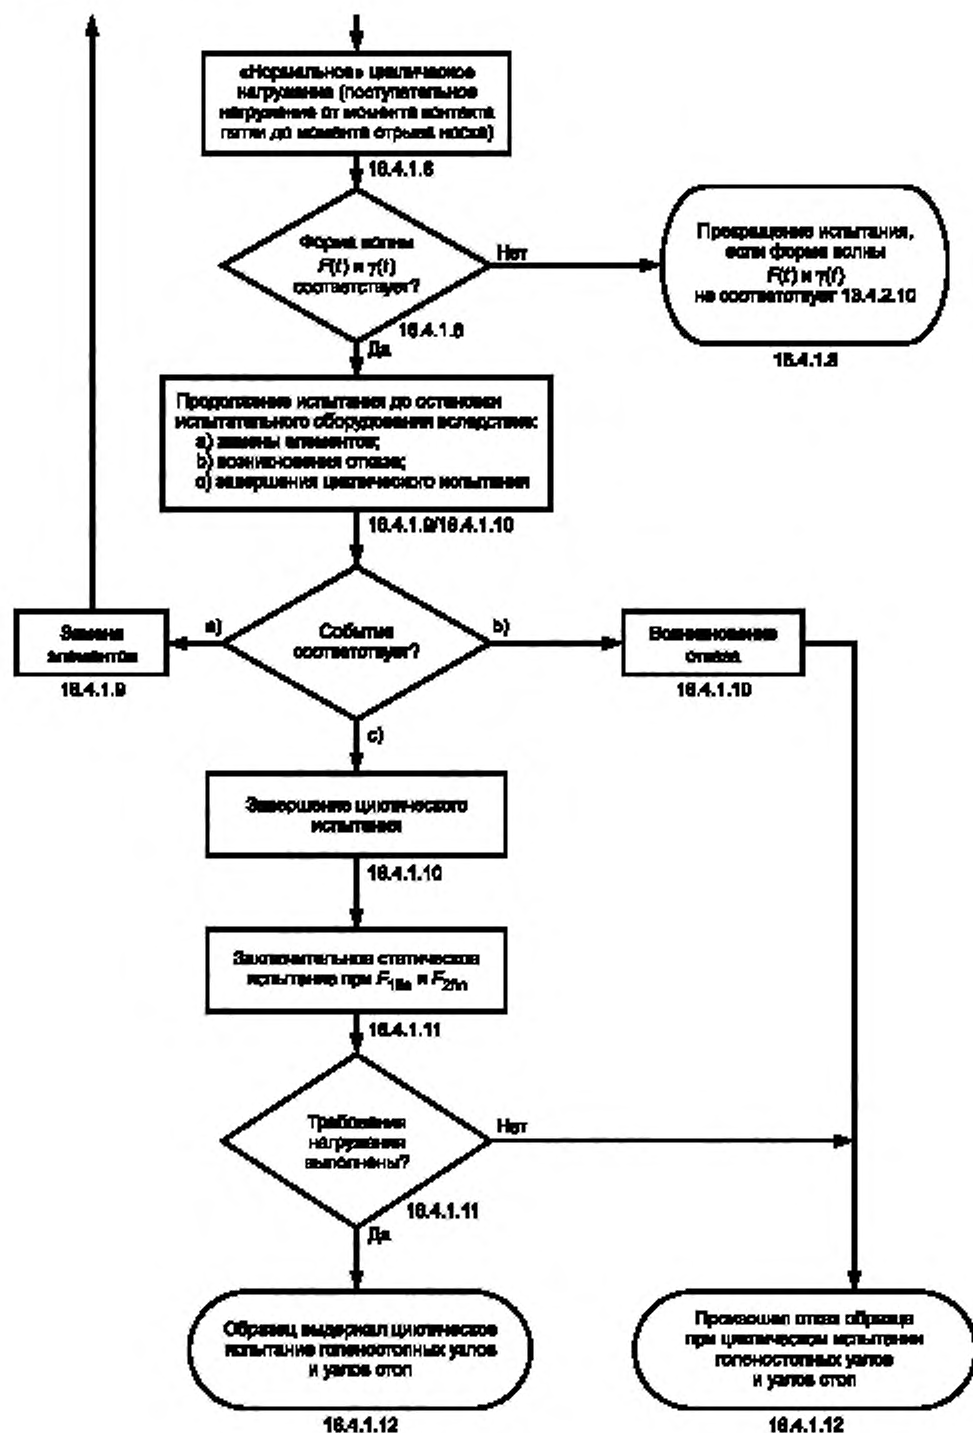 «Нормальное» циклическое
нагружение (поступательное
нагружение от момента контакта
пятки до момента отрыва носка)
16.4.1.6
Форма волны
F(t) и γ(t)
соответствует?
Нет
Прекращение испытания,
если форма волны
F(t) и γ(t)
не соответствует 13.4.2.10
16.4.1.8
16.4.1.8
Да
Продолжение испытания до остановки
испытательного оборудования вследствие:
a) замены элементов;
b) возникновения отказа;
c) завершения циклического испытания
16.4.1.9/16.4.1.10
Замена
элементов
16.4.1.9
a)
Событие
соответствует?
b)
Возникновение
отказа
16.4.1.10
c)
Завершение циклического
испытания
16.4.1.10
Заключительное статическое
испытание при
16.4.1.11
Требования
нагружения
выполнены?
Нет
16.4.1.11
Да
Образец выдержал циклическое
испытание голеностопных узлов
и узлов стоп
16.4.1.12
Произошел отказ образца
при циклическом испытании
голеностопных узлов
и узлов стоп
16.4.1.12